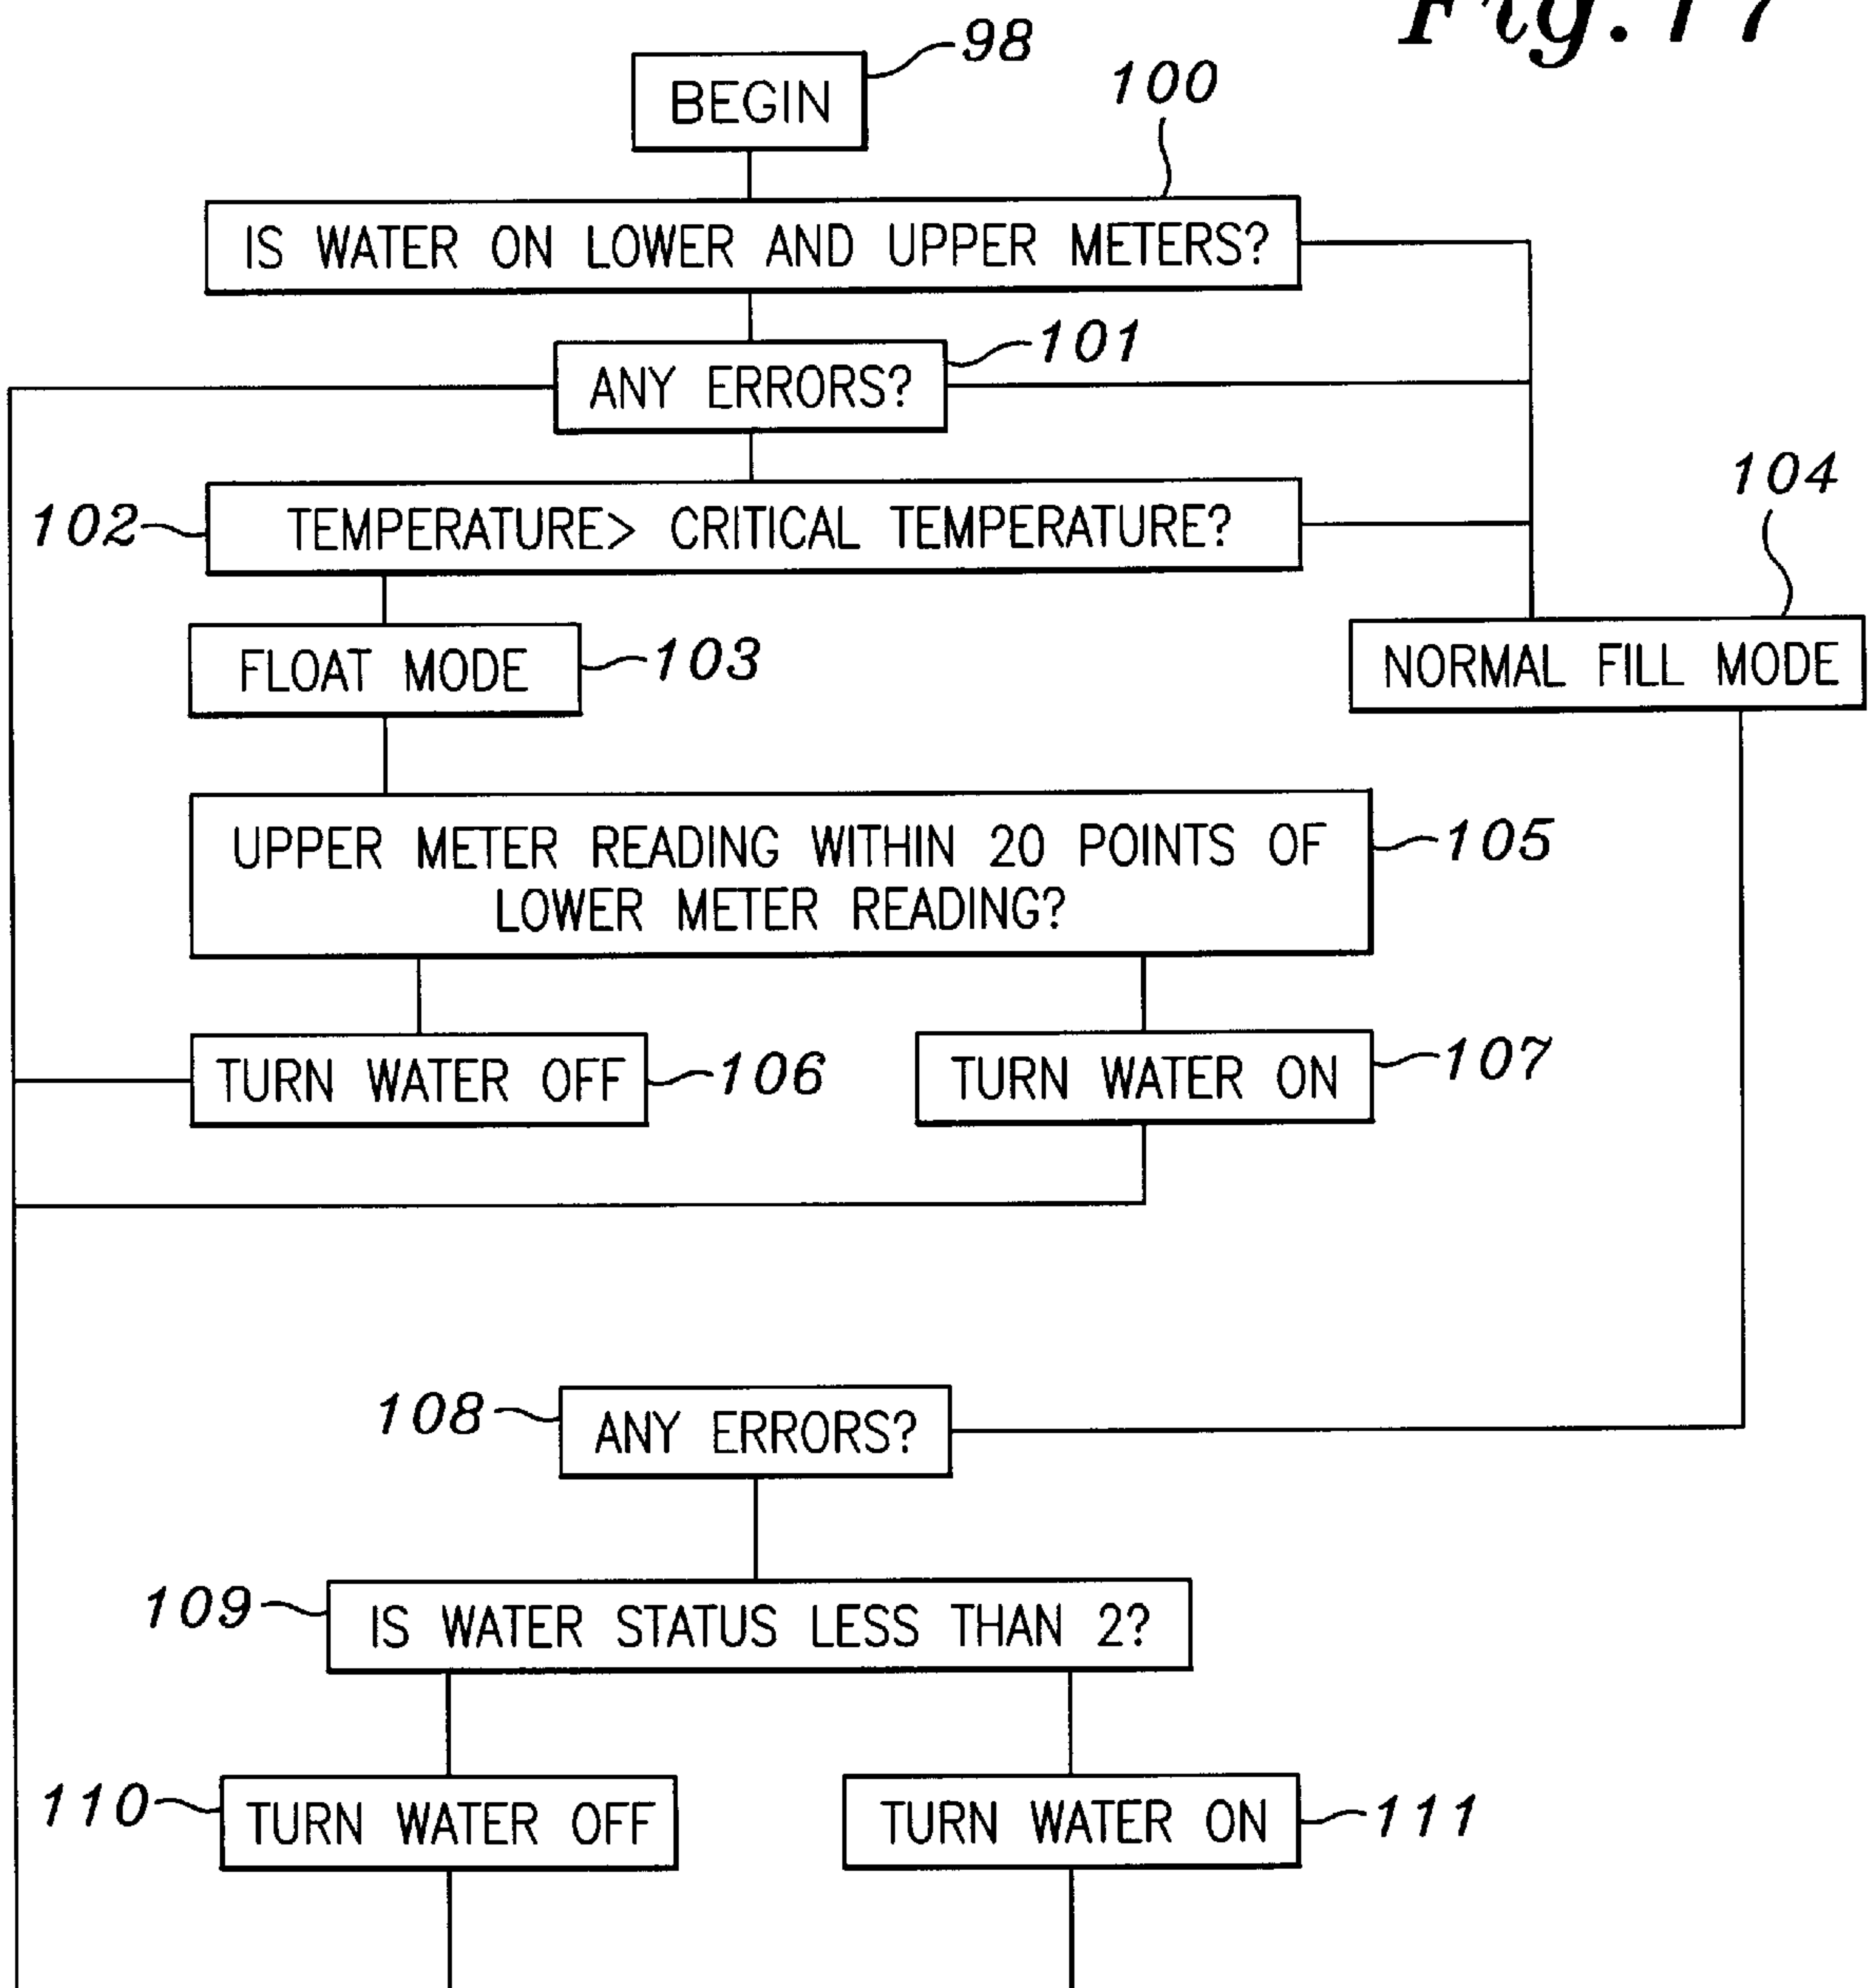 Fig. 17
98
BEGIN
100
IS WATER ON LOWER AND UPPER METERS?
101
ANY ERRORS?
102
TEMPERATURE> CRITICAL TEMPERATURE?
104
FLOAT MODE
103
NORMAL FILL MODE
UPPER METER READING WITHIN 20 POINTS OF
LOWER METER READING?
105
TURN WATER OFF
106
TURN WATER ON
107
108
ANY ERRORS?
109
IS WATER STATUS LESS THAN 2?
110
TURN WATER OFF
TURN WATER ON
111